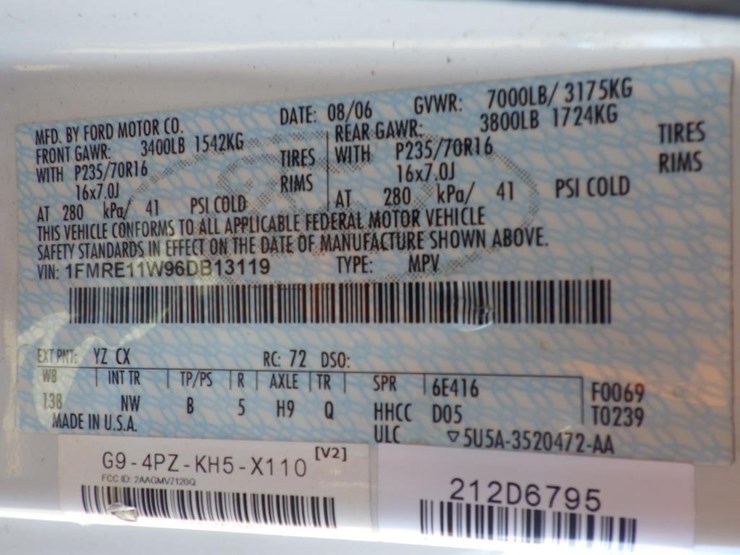 MFD. BY FORD MOTOR CO. DATE: 08/06 GVWR: 7000LB/ 3175KG
FRONT GAWR: 3400LB 1542KG REAR GAWR: 3800LB 1724KG
WITH P235/70R16 TIRES WITH P235/70R16 TIRES
16x7.0J RIMS 16x7.0J RIMS
AT 280 kPa/ 41 PSI COLD AT 280 kPa/ 41 PSI COLD
THIS VEHICLE CONFORMS TO ALL APPLICABLE FEDERAL MOTOR VEHICLE
SAFETY STANDARDS IN EFFECT ON THE DATE OF MANUFACTURE SHOWN ABOVE.
VIN: 1FMRE11W96DB13119 TYPE: MPV
EXT PNT: YZ CX RC: 72 DSO:
WB INT TR TP/PS R AXLE TR SPR 6E416 F0069
138 NW B 5 H9 Q HHCC D05 T0239
MADE IN U.S.A. ULC ▽5U5A-3520472-AA
G9-4PZ-KH5-X110 [V2]
FCC ID: 2AAGMVZ120Q
212D6795